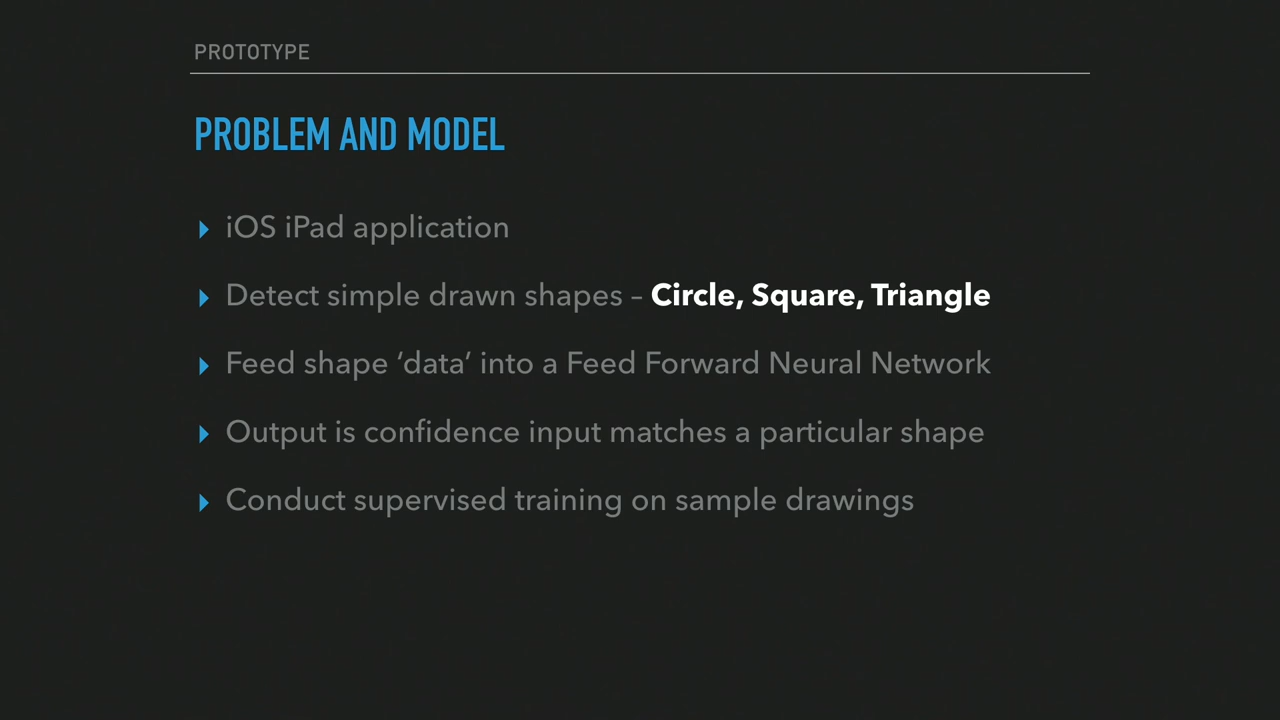 PROTOTYPE
PROBLEM AND MODEL
iOS iPad application
Detect simple drawn shapes – Circle, Square, Triangle
Feed shape ‘data’ into a Feed Forward Neural Network
Output is confidence input matches a particular shape
Conduct supervised training on sample drawings